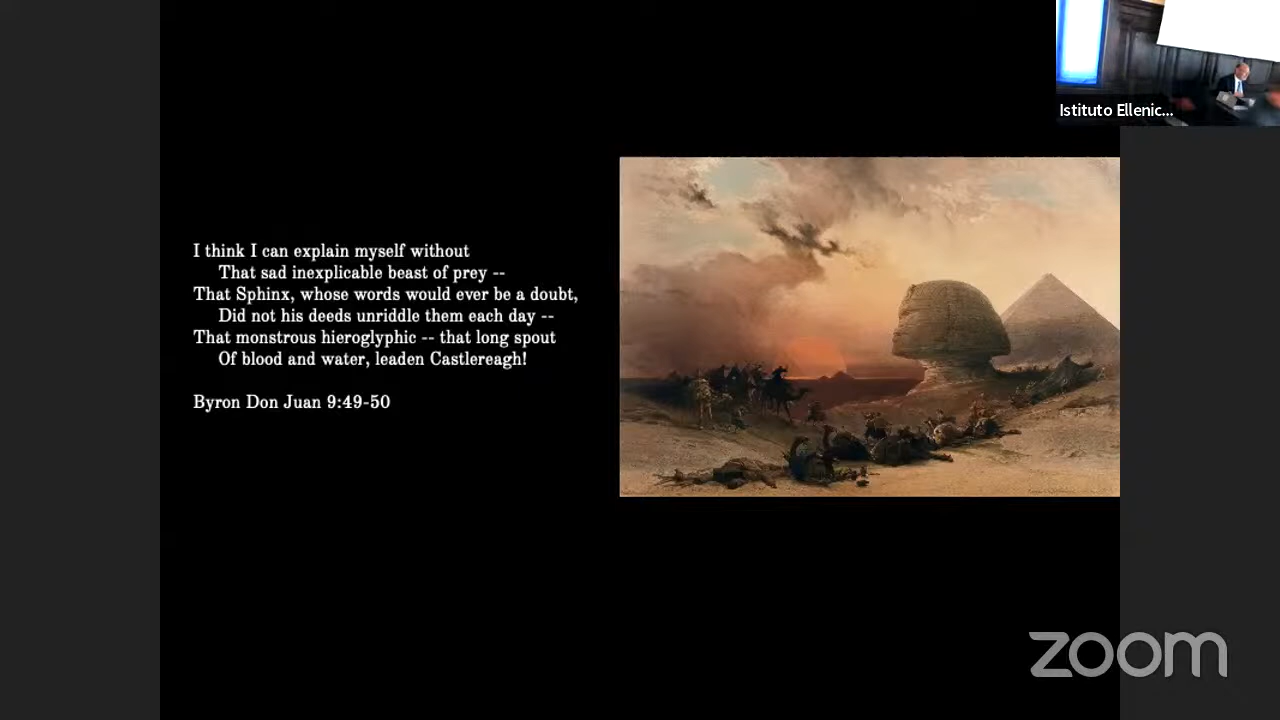 I think I can explain myself without
That sad inexplicable beast of prey --
That Sphinx, whose words would ever be a doubt,
Did not his deeds unriddle them each day --
That monstrous hieroglyphic -- that long spout
Of blood and water, leaden Castlereagh!
Byron Don Juan 9:49-50
Istituto Ellenic...
zoom